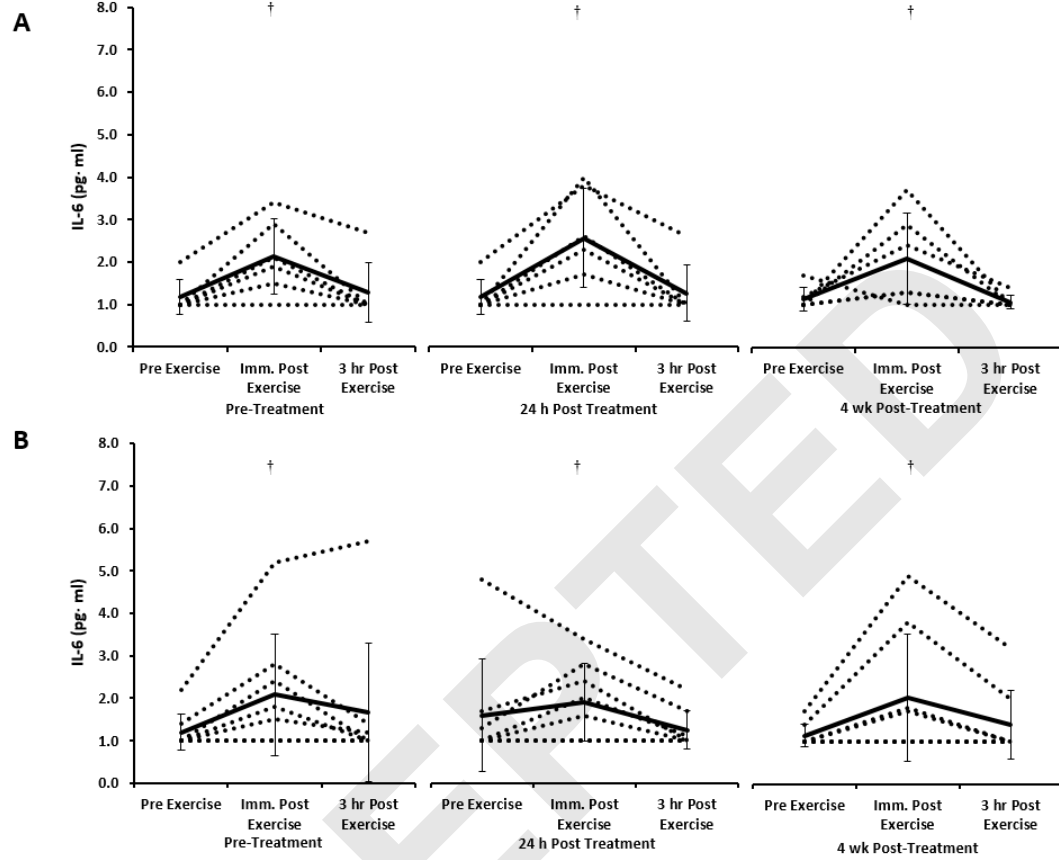 A
†
†
†
8.0
7.0
6.0
5.0
4.0
3.0
2.0
1.0
0.0
IL-6 (pg· ml)
Pre Exercise
Imm. Post
Exercise
3 hr Post
Exercise
Pre-Treatment
Pre Exercise
Imm. Post
Exercise
3 hr Post
Exercise
24 h Post Treatment
Pre Exercise
Imm. Post
Exercise
3 hr Post
Exercise
4 wk Post-Treatment
B
†
†
†
8.0
7.0
6.0
5.0
4.0
3.0
2.0
1.0
0.0
IL-6 (pg· ml)
Pre Exercise
Imm. Post
Exercise
3 hr Post
Exercise
Pre-Treatment
Pre Exercise
Imm. Post
Exercise
3 hr Post
Exercise
24 h Post Treatment
Pre Exercise
Imm. Post
Exercise
3 hr Post
Exercise
4 wk Post-Treatment
EPTED